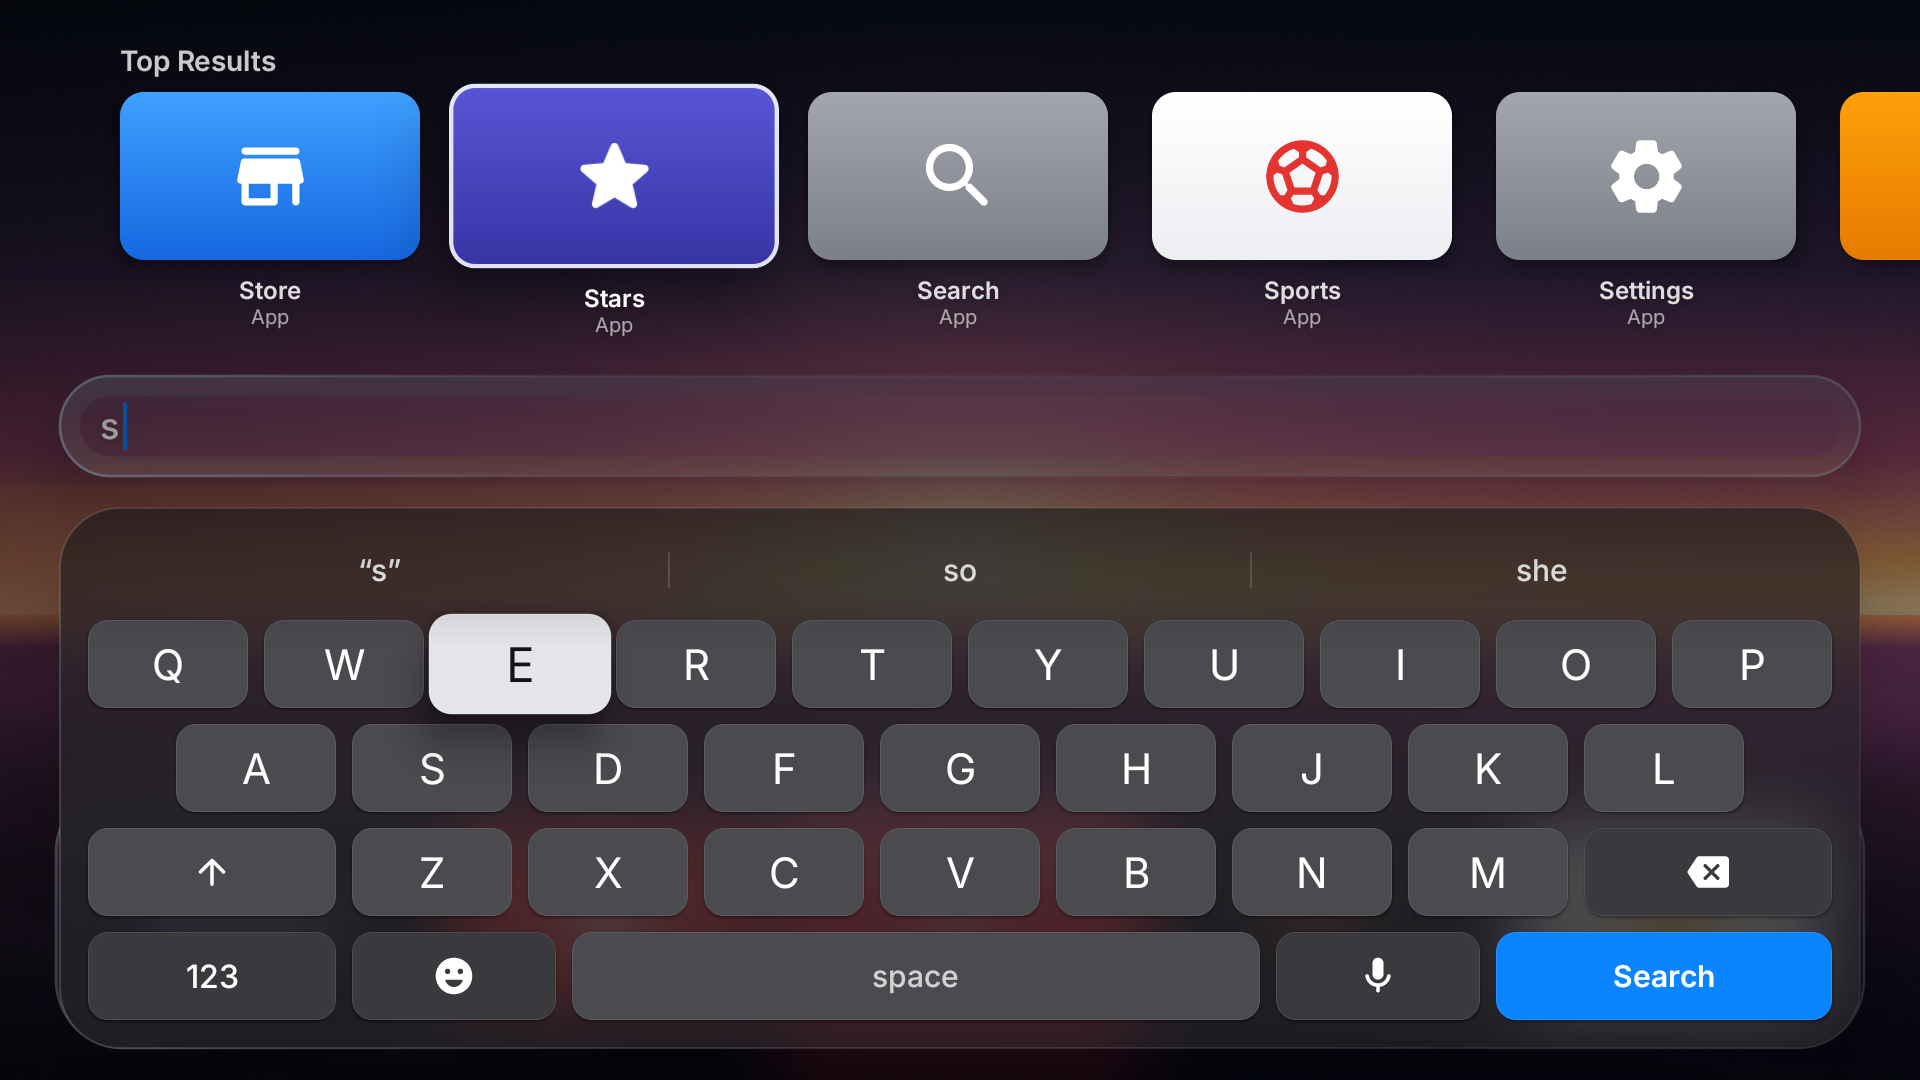 Top Results
Store
App
Stars
App
Search
App
Sports
App
Settings
App
s
“s”
so
she
Q W E R T Y U I O P
A S D F G H J K L
Z X C V B N M
123
space
Search